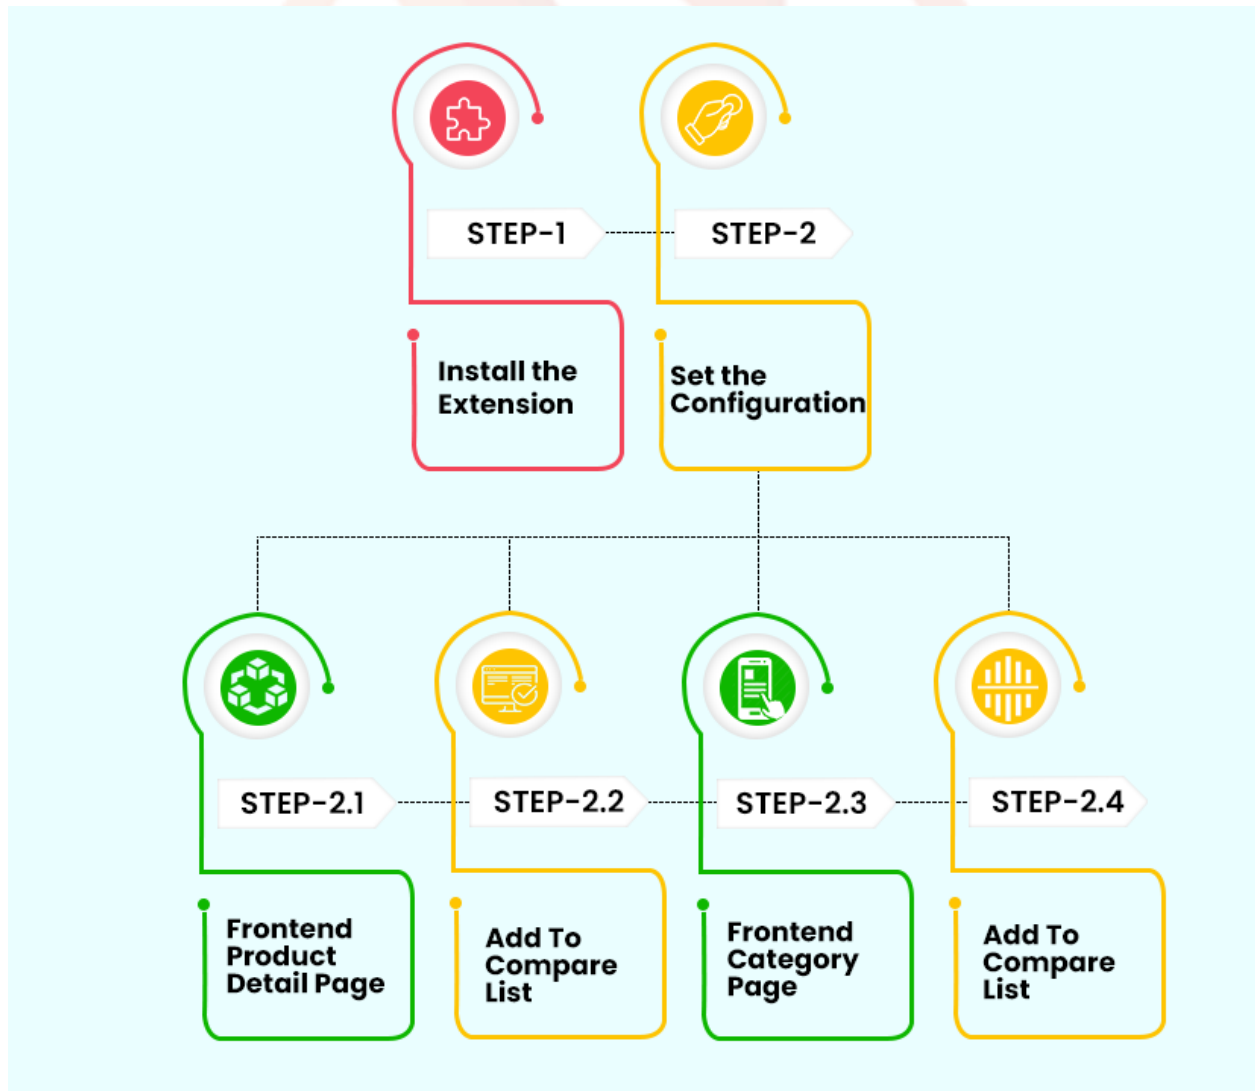 STEP-1
STEP-2
Install the
Extension
Set the
Configuration
STEP-2.1
STEP-2.2
STEP-2.3
STEP-2.4
Frontend
Product
Detail Page
Add To
Compare
List
Frontend
Category
Page
Add To
Compare
List